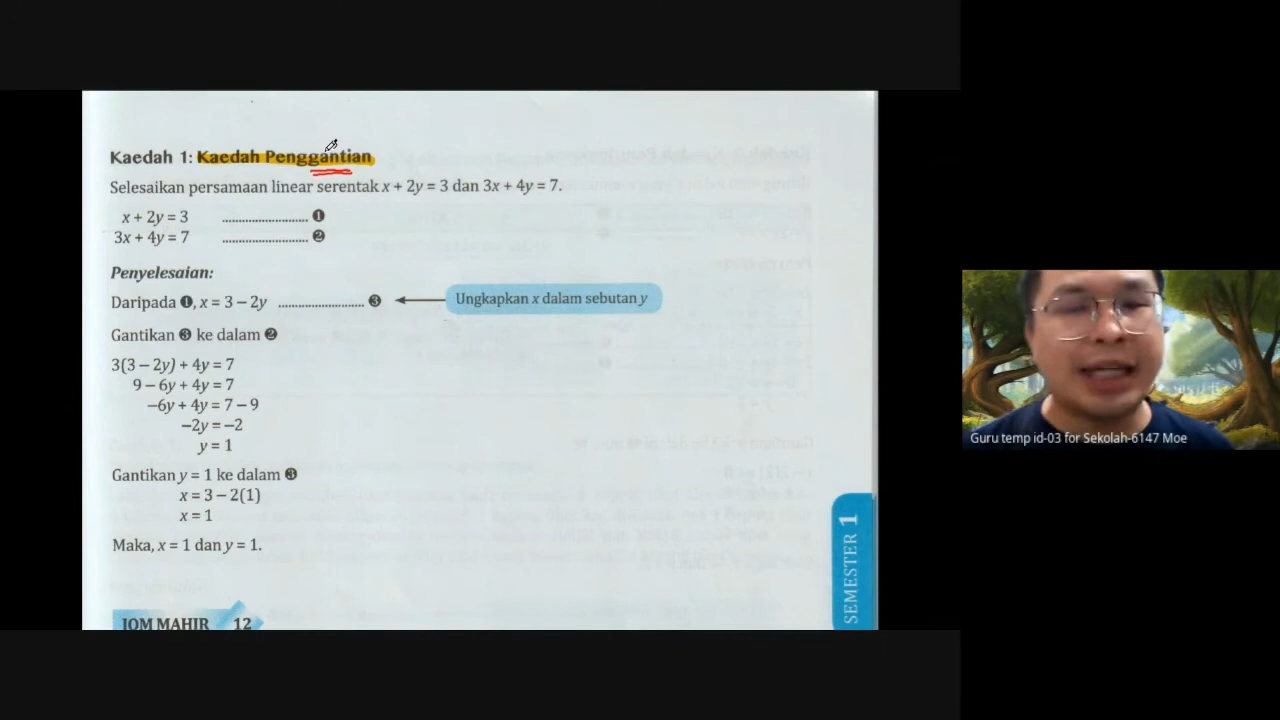 Kaedah 1: Kaedah Penggantian
Selesaikan persamaan linear serentak x + 2y = 3 dan 3x + 4y = 7.
x + 2y = 3 .......................... ❶
3x + 4y = 7 .......................... ❷
Penyelesaian:
Daripada ❶, x = 3 – 2y .......................... ❸ Ungkapkan x dalam sebutan y
Gantikan ❸ ke dalam ❷
3(3 – 2y) + 4y = 7
9 – 6y + 4y = 7
–6y + 4y = 7 – 9
–2y = –2
y = 1
Gantikan y = 1 ke dalam ❸
x = 3 – 2(1)
x = 1
Maka, x = 1 dan y = 1.
JOM MAHIR 12
SEMESTER 1
Guru temp id-03 for Sekolah-6147 Moe